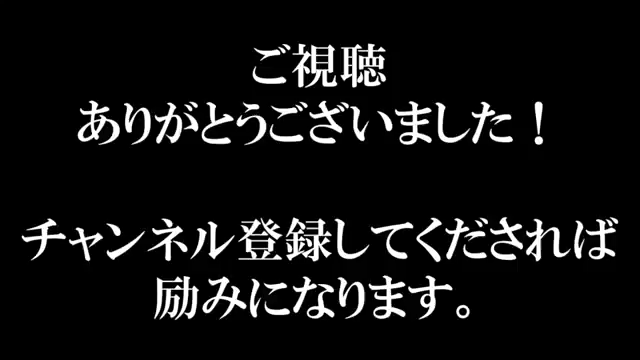 ご視聴
ありがとうございました！
チャンネル登録してくだされば
励みになります。